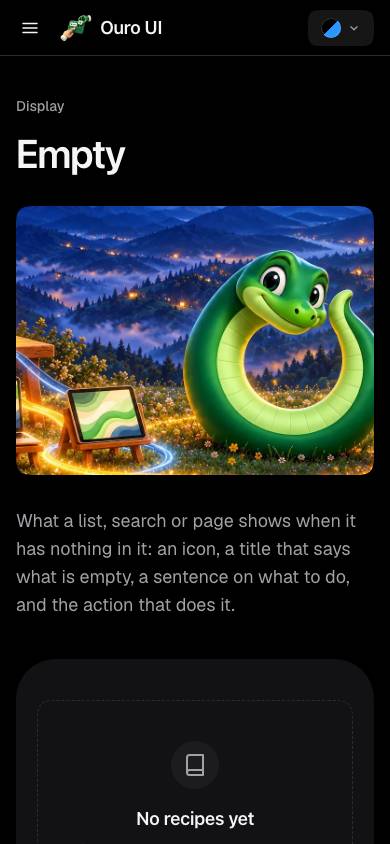 Ouro UI
Display
Empty
What a list, search or page shows when it
has nothing in it: an icon, a title that says
what is empty, a sentence on what to do,
and the action that does it.
No recipes yet